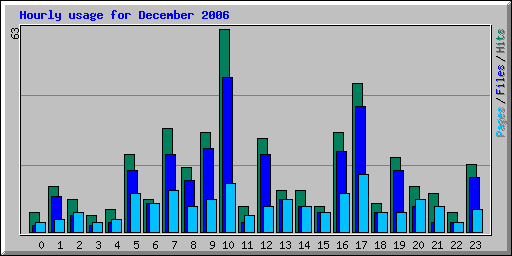 Hourly usage for December 2006
63
Pages/Files/Hits
0 1 2 3 4 5 6 7 8 9 10 11 12 13 14 15 16 17 18 19 20 21 22 23